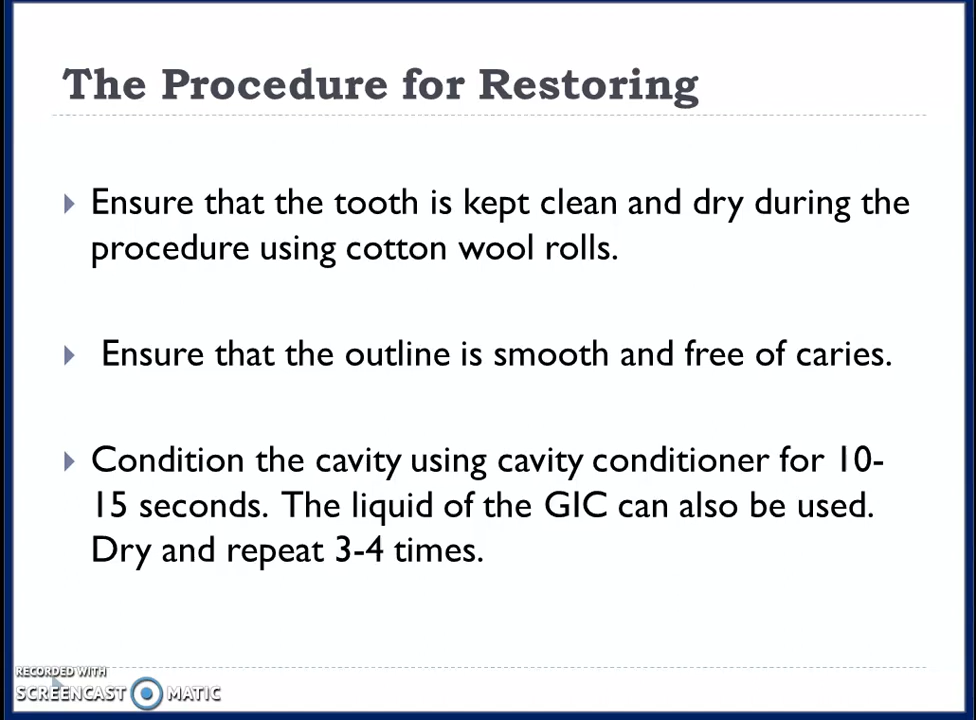 The Procedure for Restoring
Ensure that the tooth is kept clean and dry during the
procedure using cotton wool rolls.
Ensure that the outline is smooth and free of caries.
Condition the cavity using cavity conditioner for 10-
15 seconds. The liquid of the GIC can also be used.
Dry and repeat 3-4 times.
RECORDED WITH
SCREENCAST MATIC